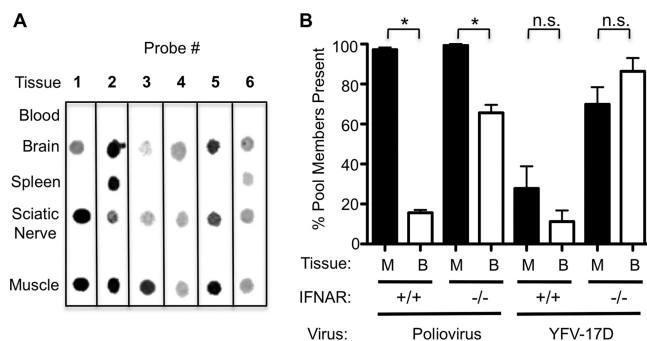 A
Probe #
Tissue 1 2 3 4 5 6
Blood
Brain
Spleen
Sciatic
Nerve
Muscle
B
% Pool Members Present
100
80
60
40
20
0
* * n.s. n.s.
Tissue: M B M B M B M B
IFNAR: +/+ -/- +/+ -/-
Virus: Poliovirus YFV-17D